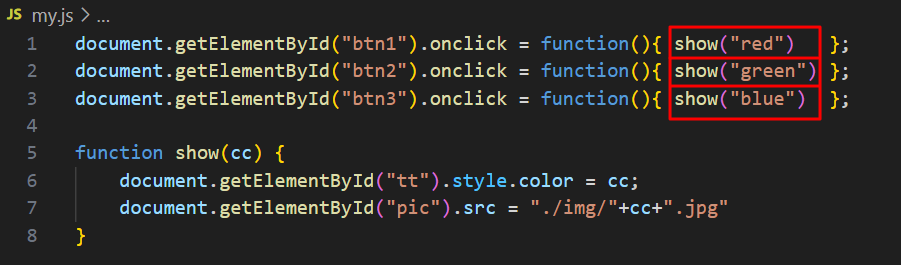 JS my.js > ...
1 document.getElementById("btn1").onclick = function(){ show("red") };
2 document.getElementById("btn2").onclick = function(){ show("green") };
3 document.getElementById("btn3").onclick = function(){ show("blue") };
4
5 function show(cc) {
6 document.getElementById("tt").style.color = cc;
7 document.getElementById("pic").src = "./img/"+cc+".jpg"
8 }